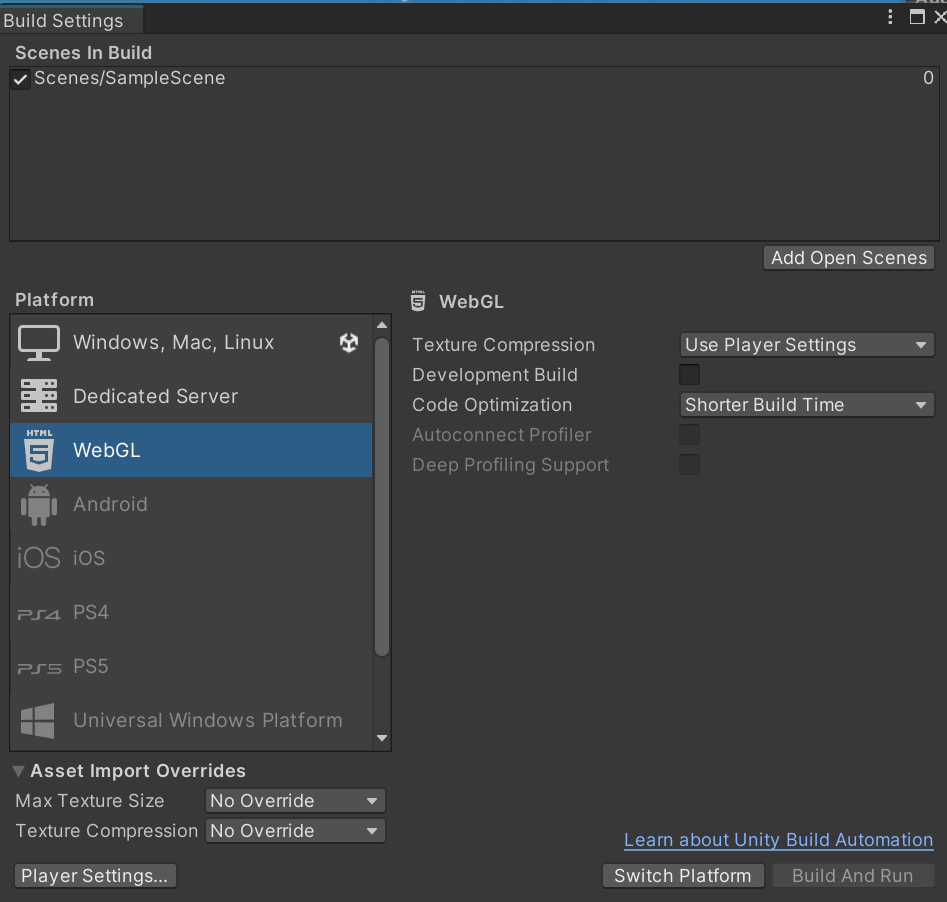 Build Settings
Scenes In Build
Scenes/SampleScene 0
Add Open Scenes
Platform
Windows, Mac, Linux
Dedicated Server
HTML 5 WebGL
Android
iOS iOS
PS4 PS4
PS5 PS5
Universal Windows Platform
HTML 5 WebGL
Texture Compression Use Player Settings
Development Build
Code Optimization Shorter Build Time
Autoconnect Profiler
Deep Profiling Support
Asset Import Overrides
Max Texture Size No Override
Texture Compression No Override
Learn about Unity Build Automation
Player Settings... Switch Platform Build And Run